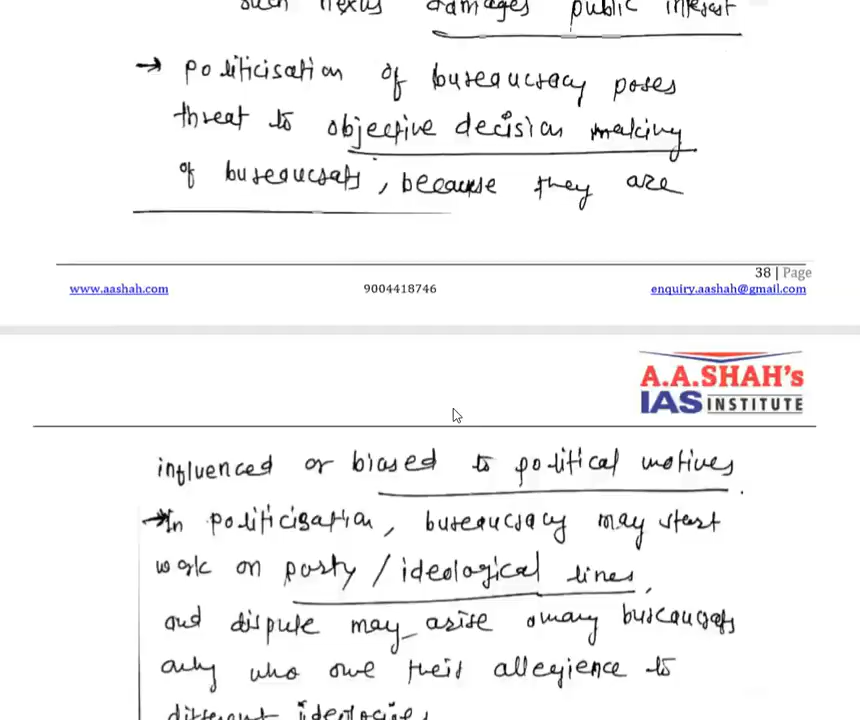 such nexus damages public interest
→ politicisation of bureaucracy poses
threat to objective decision making
of bureaucrats, because they are
38 | Page
www.aashah.com 9004418746 enquiry.aashah@gmail.com
A.A.SHAH's
IAS INSTITUTE
influenced or biased to political motives.
→ In politicisation, bureaucracy may start
work on party / ideological lines,
and dispute may arise among bureaucrats
only who owe their allegience to
different ideologies.